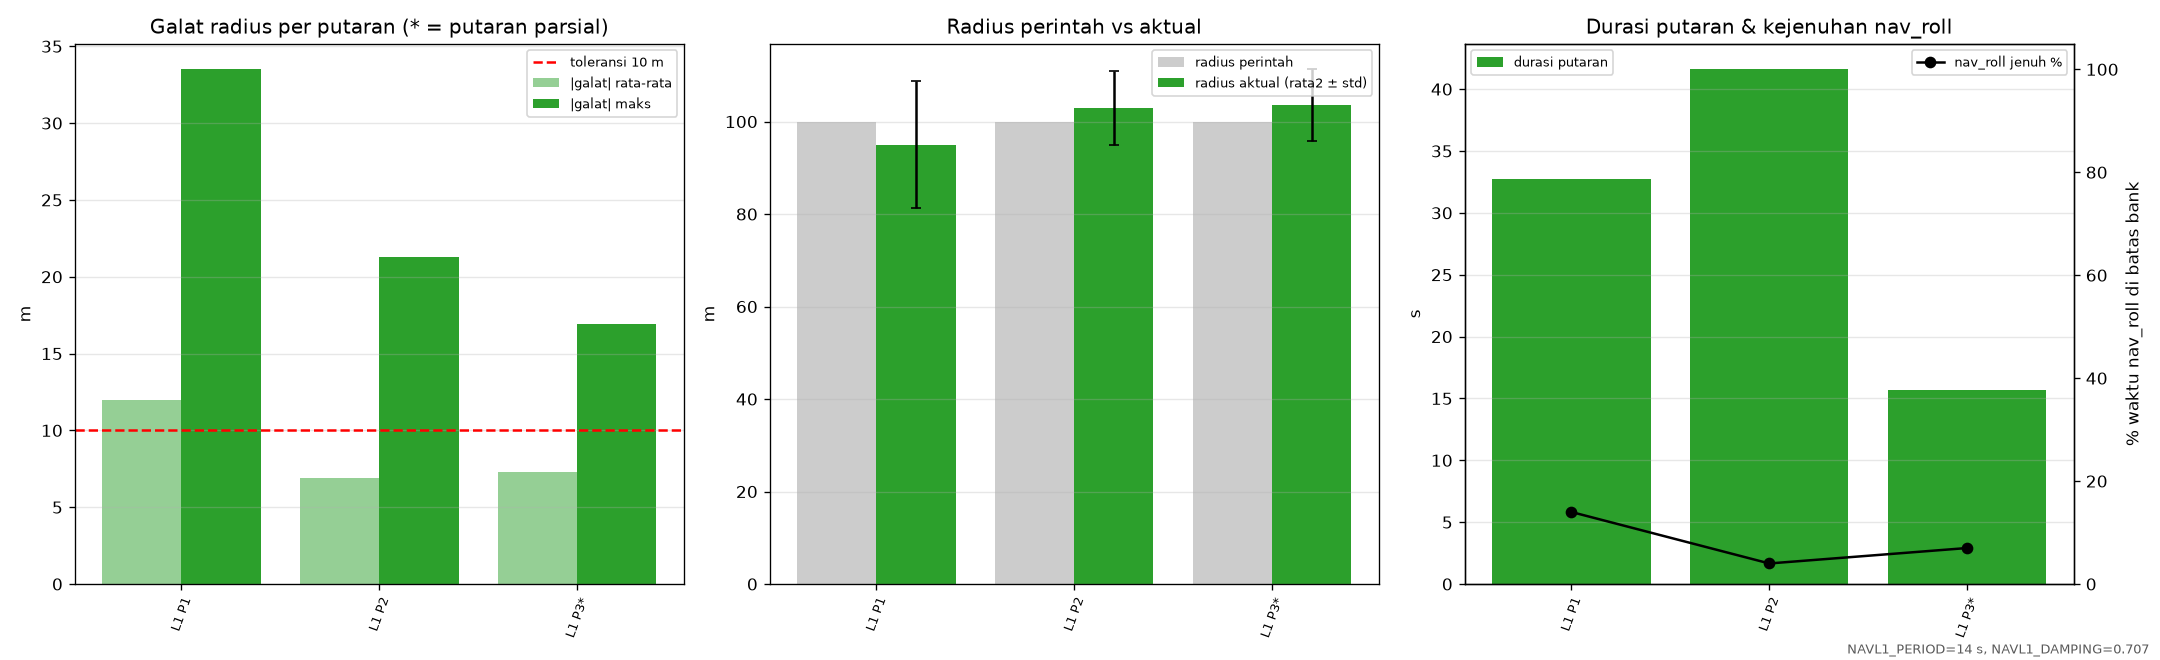 Galat radius per putaran (* = putaran parsial)
35
30
25
20
15
10
5
0
m
toleransi 10 m
|galat| rata-rata
|galat| maks
L1 P1
L1 P2
L1 P3*
Radius perintah vs aktual
100
80
60
40
20
0
m
radius perintah
radius aktual (rata2 ± std)
L1 P1
L1 P2
L1 P3*
Durasi putaran & kejenuhan nav_roll
40
35
30
25
20
15
10
5
0
s
durasi putaran
nav_roll jenuh %
100
80
60
40
20
0
% waktu nav_roll di batas bank
L1 P1
L1 P2
L1 P3*
NAVL1_PERIOD=14 s, NAVL1_DAMPING=0.707